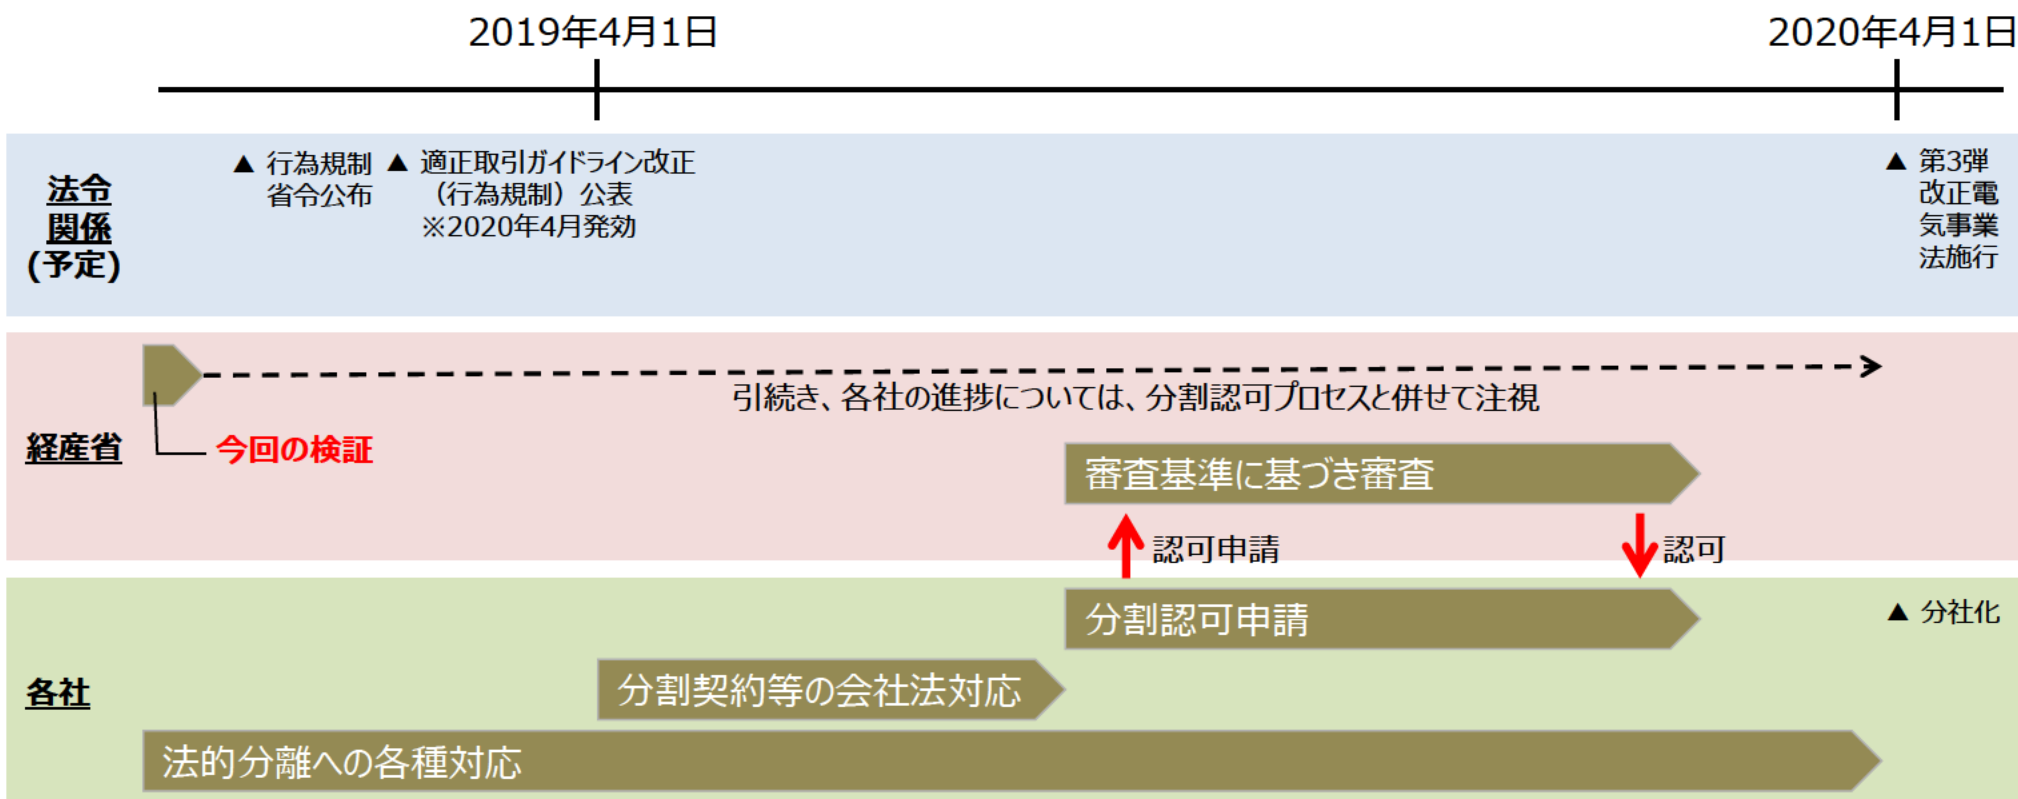 2019年4月1日
2020年4月1日
法令
関係
(予定)
▲ 行為規制
省令公布
▲ 適正取引ガイドライン改正
（行為規制）公表
※2020年4月発効
▲ 第3弾
改正電
気事業
法施行
経産省
引続き、各社の進捗については、分割認可プロセスと併せて注視
今回の検証
審査基準に基づき審査
認可申請
認可
各社
分割認可申請
▲ 分社化
分割契約等の会社法対応
法的分離への各種対応